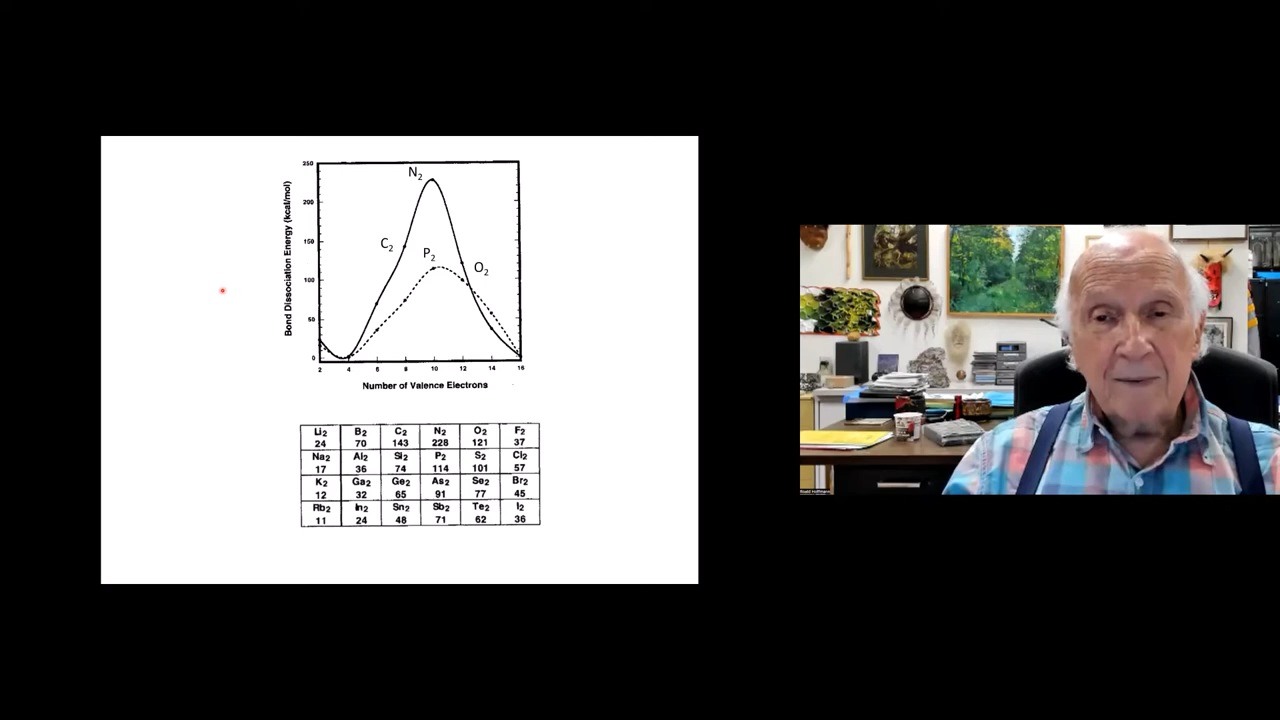 250
N₂
200
C₂
150
P₂
O₂
100
50
0
Bond Dissociation Energy (kcal/mol)
2 4 6 8 10 12 14 16
Number of Valence Electrons
Li₂ B₂ C₂ N₂ O₂ F₂
24 70 143 228 121 37
Na₂ Al₂ Si₂ P₂ S₂ Cl₂
17 36 74 114 101 57
K₂ Ga₂ Ge₂ As₂ Se₂ Br₂
12 32 65 91 77 45
Rb₂ In₂ Sn₂ Sb₂ Te₂ I₂
11 24 48 71 62 36
Roald Hoffmann